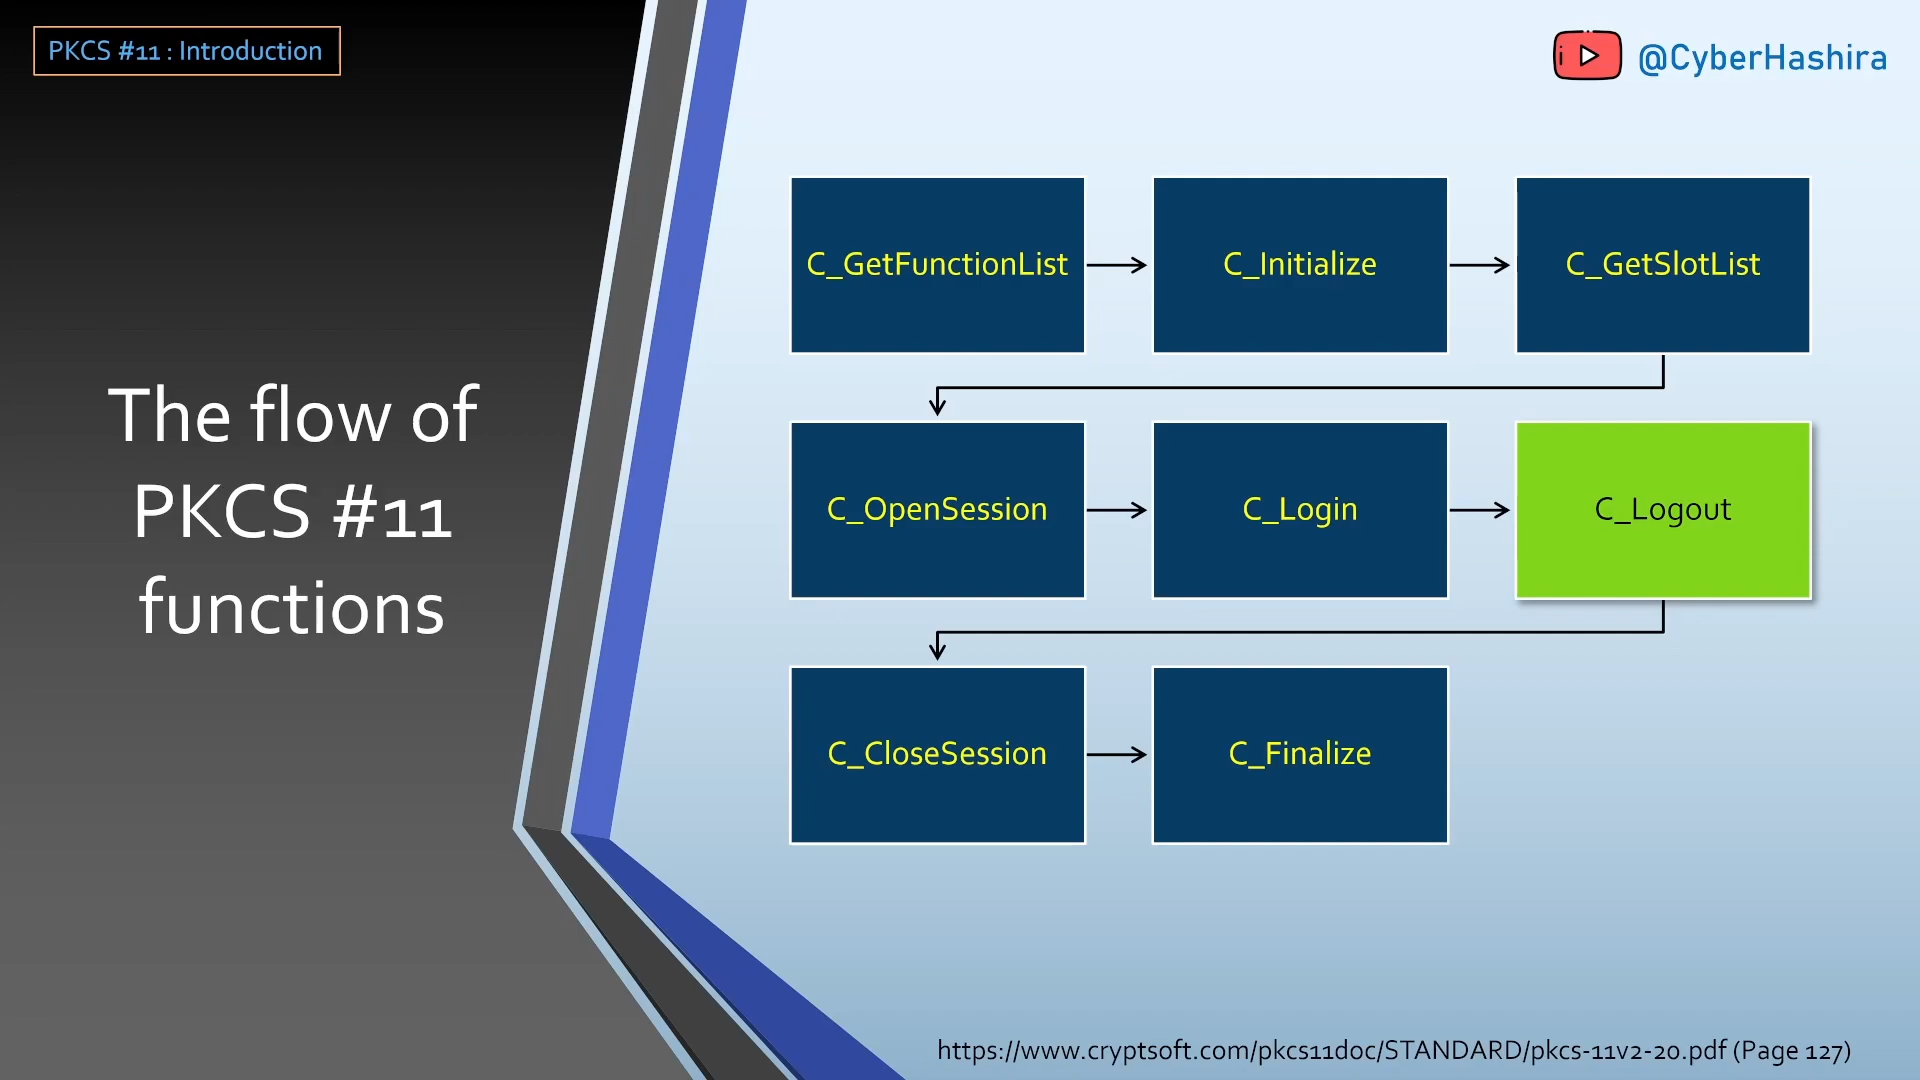 PKCS #11 : Introduction
@CyberHashira
The flow of
PKCS #11
functions
C_GetFunctionList
C_Initialize
C_GetSlotList
C_OpenSession
C_Login
C_Logout
C_CloseSession
C_Finalize
https://www.cryptsoft.com/pkcs11doc/STANDARD/pkcs-11v2-20.pdf (Page 127)